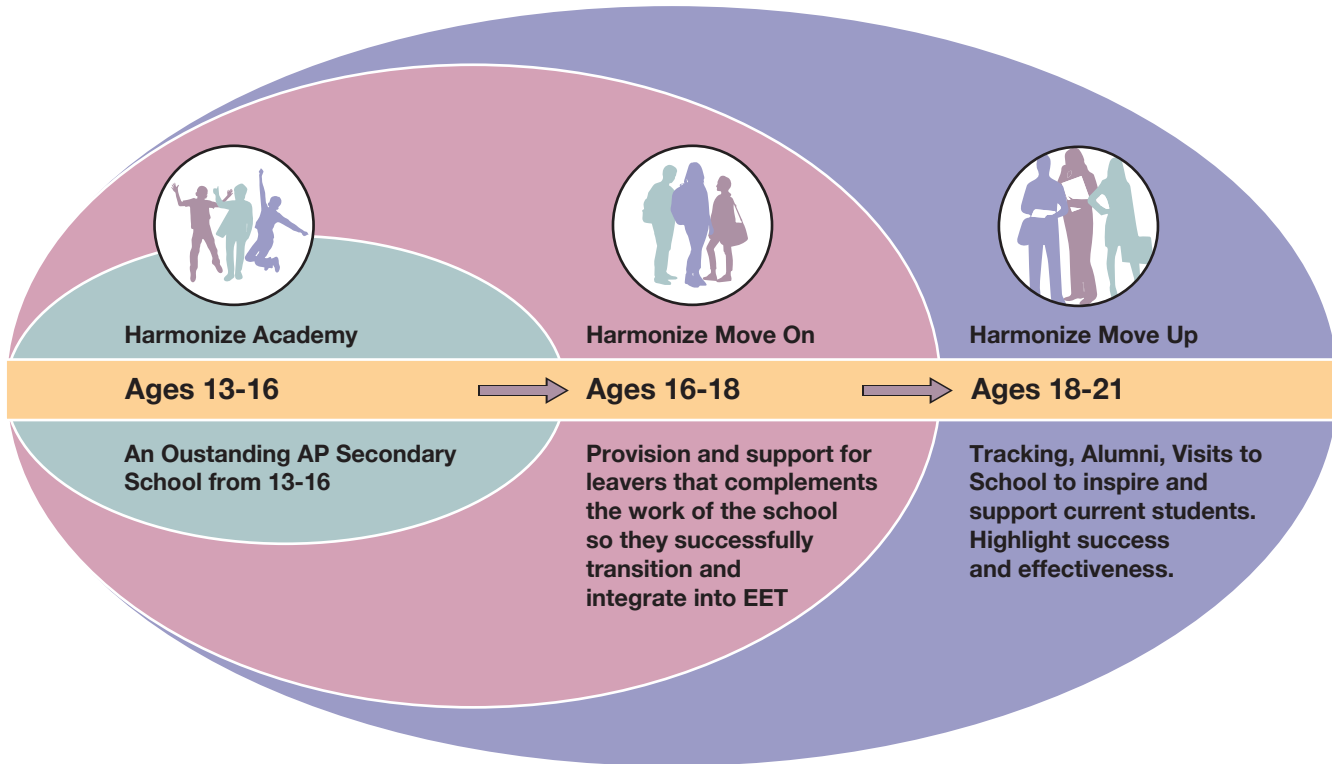 Harmonize Academy
Ages 13-16
An Oustanding AP Secondary
School from 13-16
Harmonize Move On
Ages 16-18
Provision and support for
leavers that complements
the work of the school
so they successfully
transition and
integrate into EET
Harmonize Move Up
Ages 18-21
Tracking, Alumni, Visits to
School to inspire and
support current students.
Highlight success
and effectiveness.